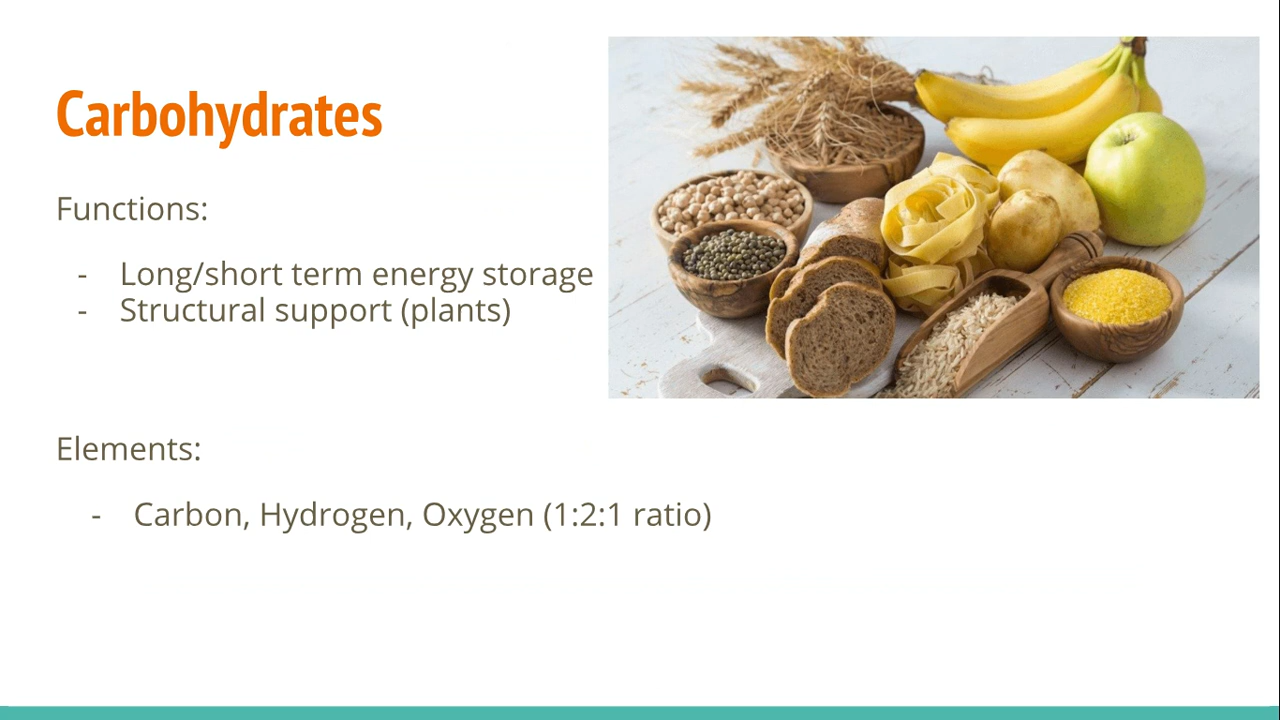 Carbohydrates
Functions:
- Long/short term energy storage
- Structural support (plants)
Elements:
- Carbon, Hydrogen, Oxygen (1:2:1 ratio)